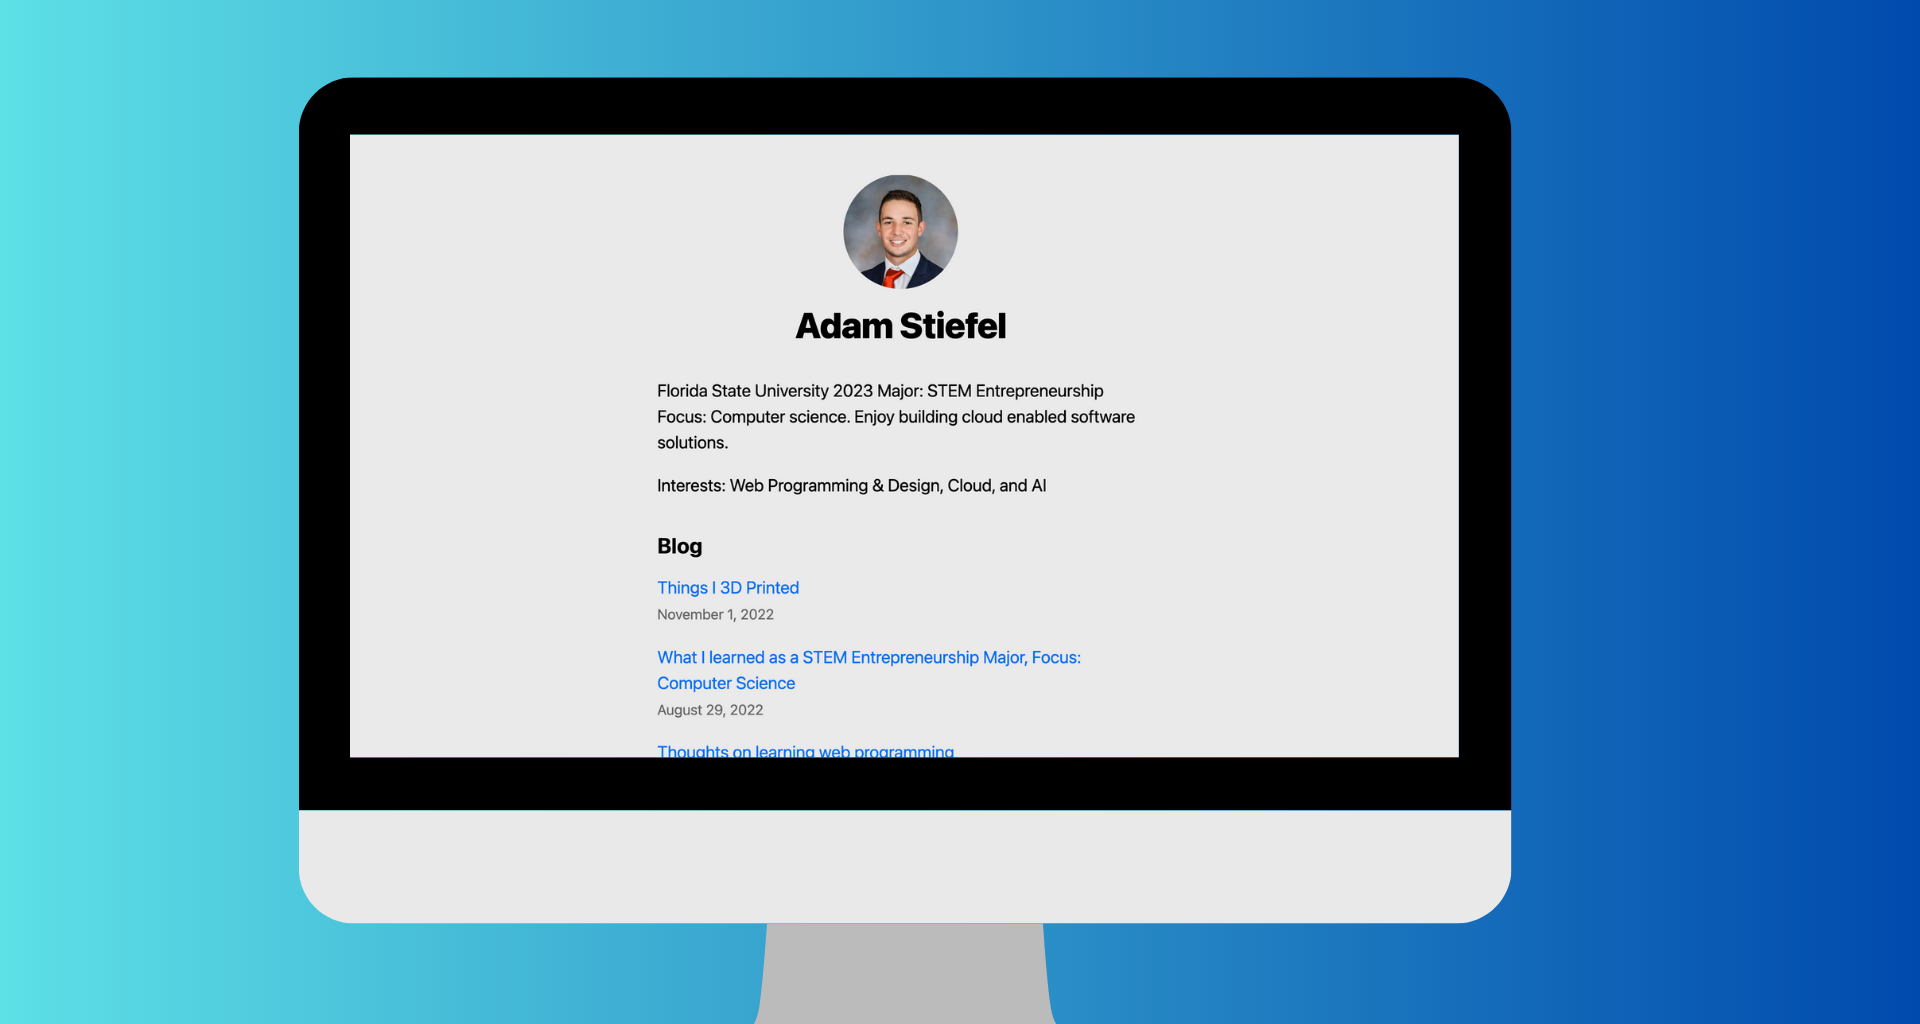 Adam Stiefel
Florida State University 2023 Major: STEM Entrepreneurship
Focus: Computer science. Enjoy building cloud enabled software
solutions.
Interests: Web Programming & Design, Cloud, and AI
Blog
Things I 3D Printed
November 1, 2022
What I learned as a STEM Entrepreneurship Major, Focus:
Computer Science
August 29, 2022
Thoughts on learning web programming